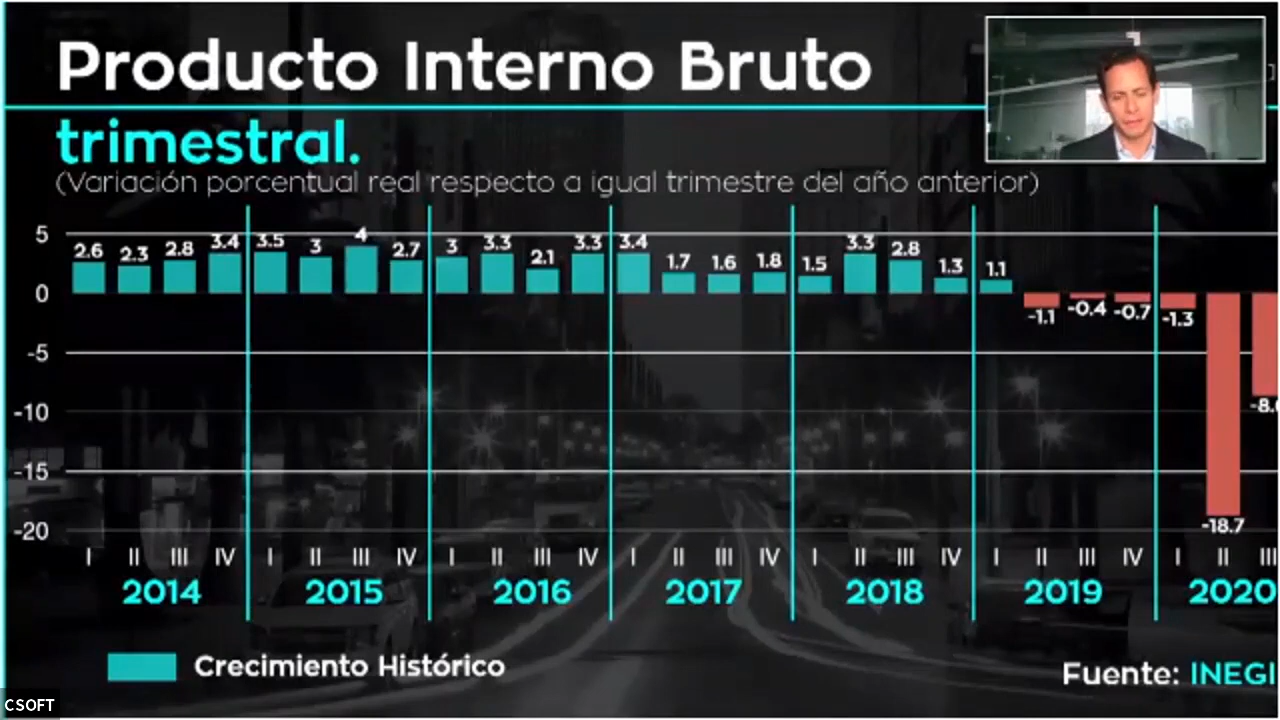 Producto Interno Bruto
trimestral.
(Variación porcentual real respecto a igual trimestre del año anterior)
5
2.6 2.3 2.8 3.4 3.5 3 4 2.7 3 3.3 2.1 3.3 3.4 1.7 1.6 1.8 1.5 3.3 2.8 1.3 1.1
0
-1.1 -0.4 -0.7 -1.3
-5
-10
-15
-20
-18.7
I II III IV I II III IV I II III IV I II III IV I II III IV I II III IV I II III
2014 2015 2016 2017 2018 2019 2020
Crecimiento Histórico
Fuente: INEGI
CSOFT